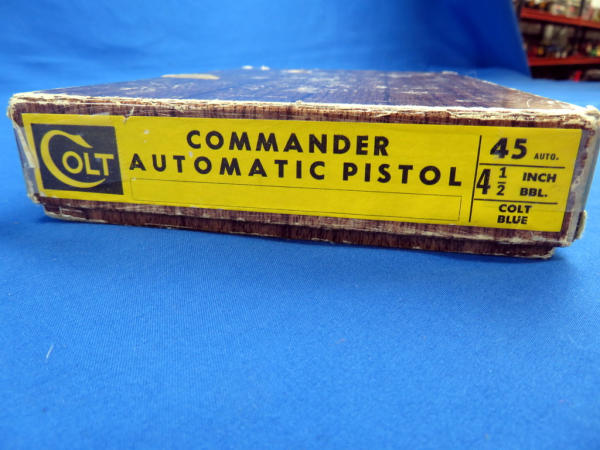 COLT
COMMANDER
AUTOMATIC PISTOL
45 AUTO.
4 1/2 INCH
BBL.
COLT
BLUE